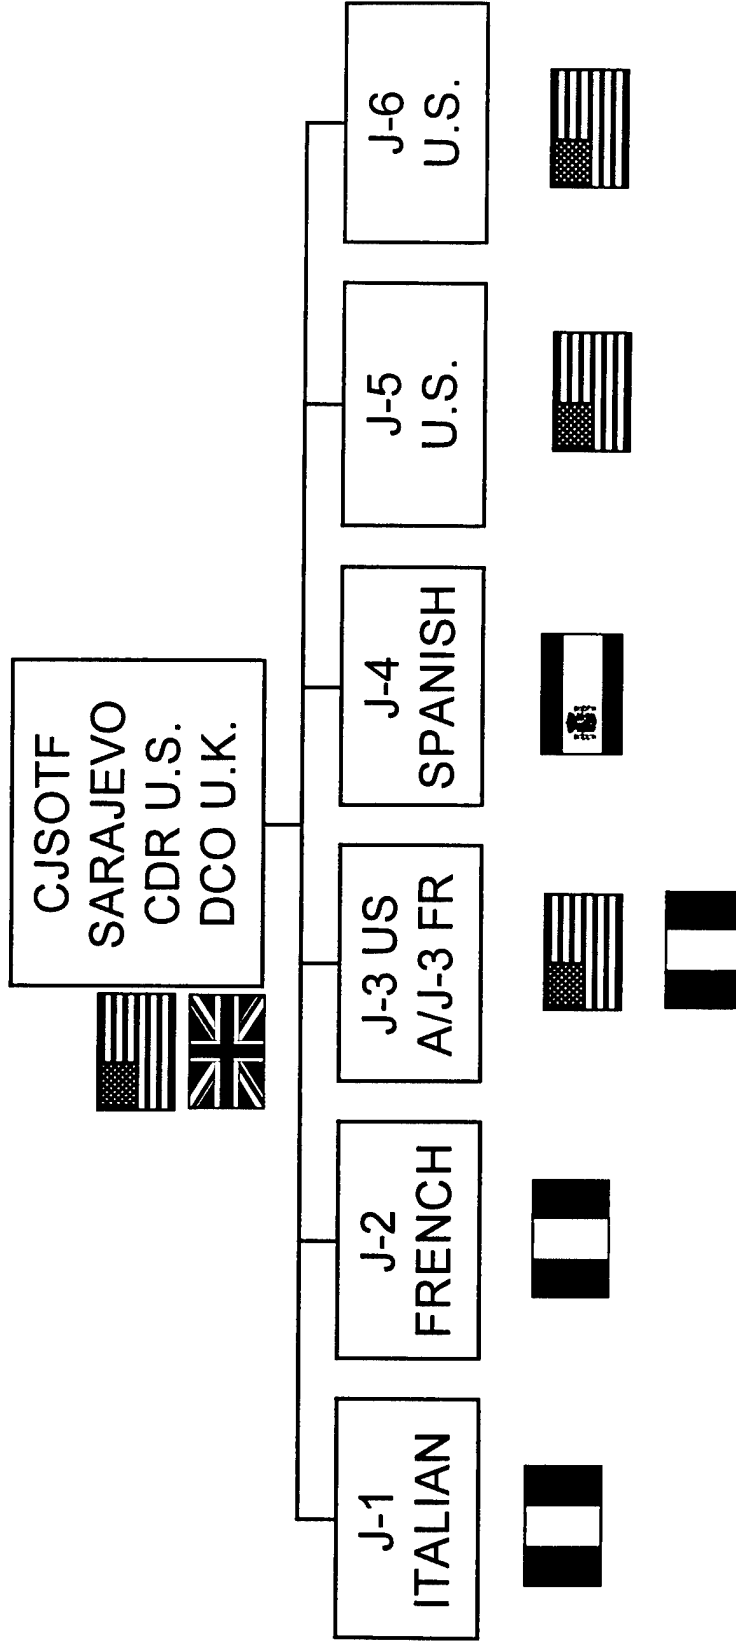 CJSOTF
SARAJEVO
CDR U.S.
DCO U.K.
J-1
ITALIAN
J-2
FRENCH
J-3 US
A/J-3 FR
J-4
SPANISH
J-5
U.S.
J-6
U.S.